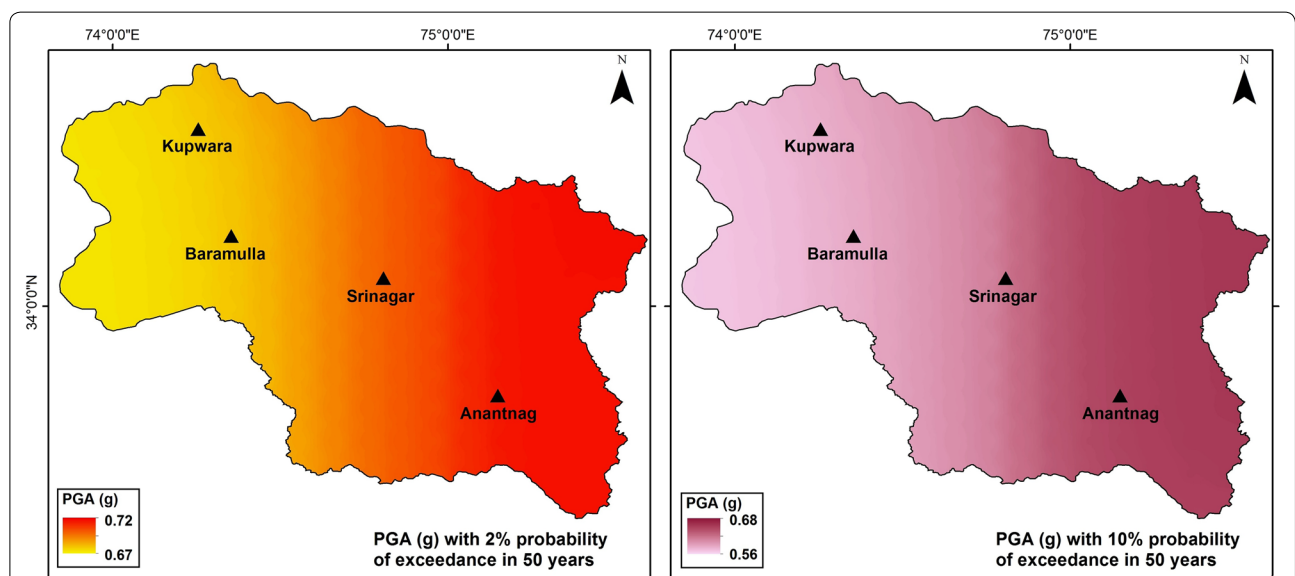 74°0'0"E
75°0'0"E
N
Kupwara
Baramulla
Srinagar
34°0'0"N
Anantnag
PGA (g)
0.72
0.67
PGA (g) with 2% probability
of exceedance in 50 years
74°0'0"E
75°0'0"E
N
Kupwara
Baramulla
Srinagar
Anantnag
PGA (g)
0.68
0.56
PGA (g) with 10% probability
of exceedance in 50 years